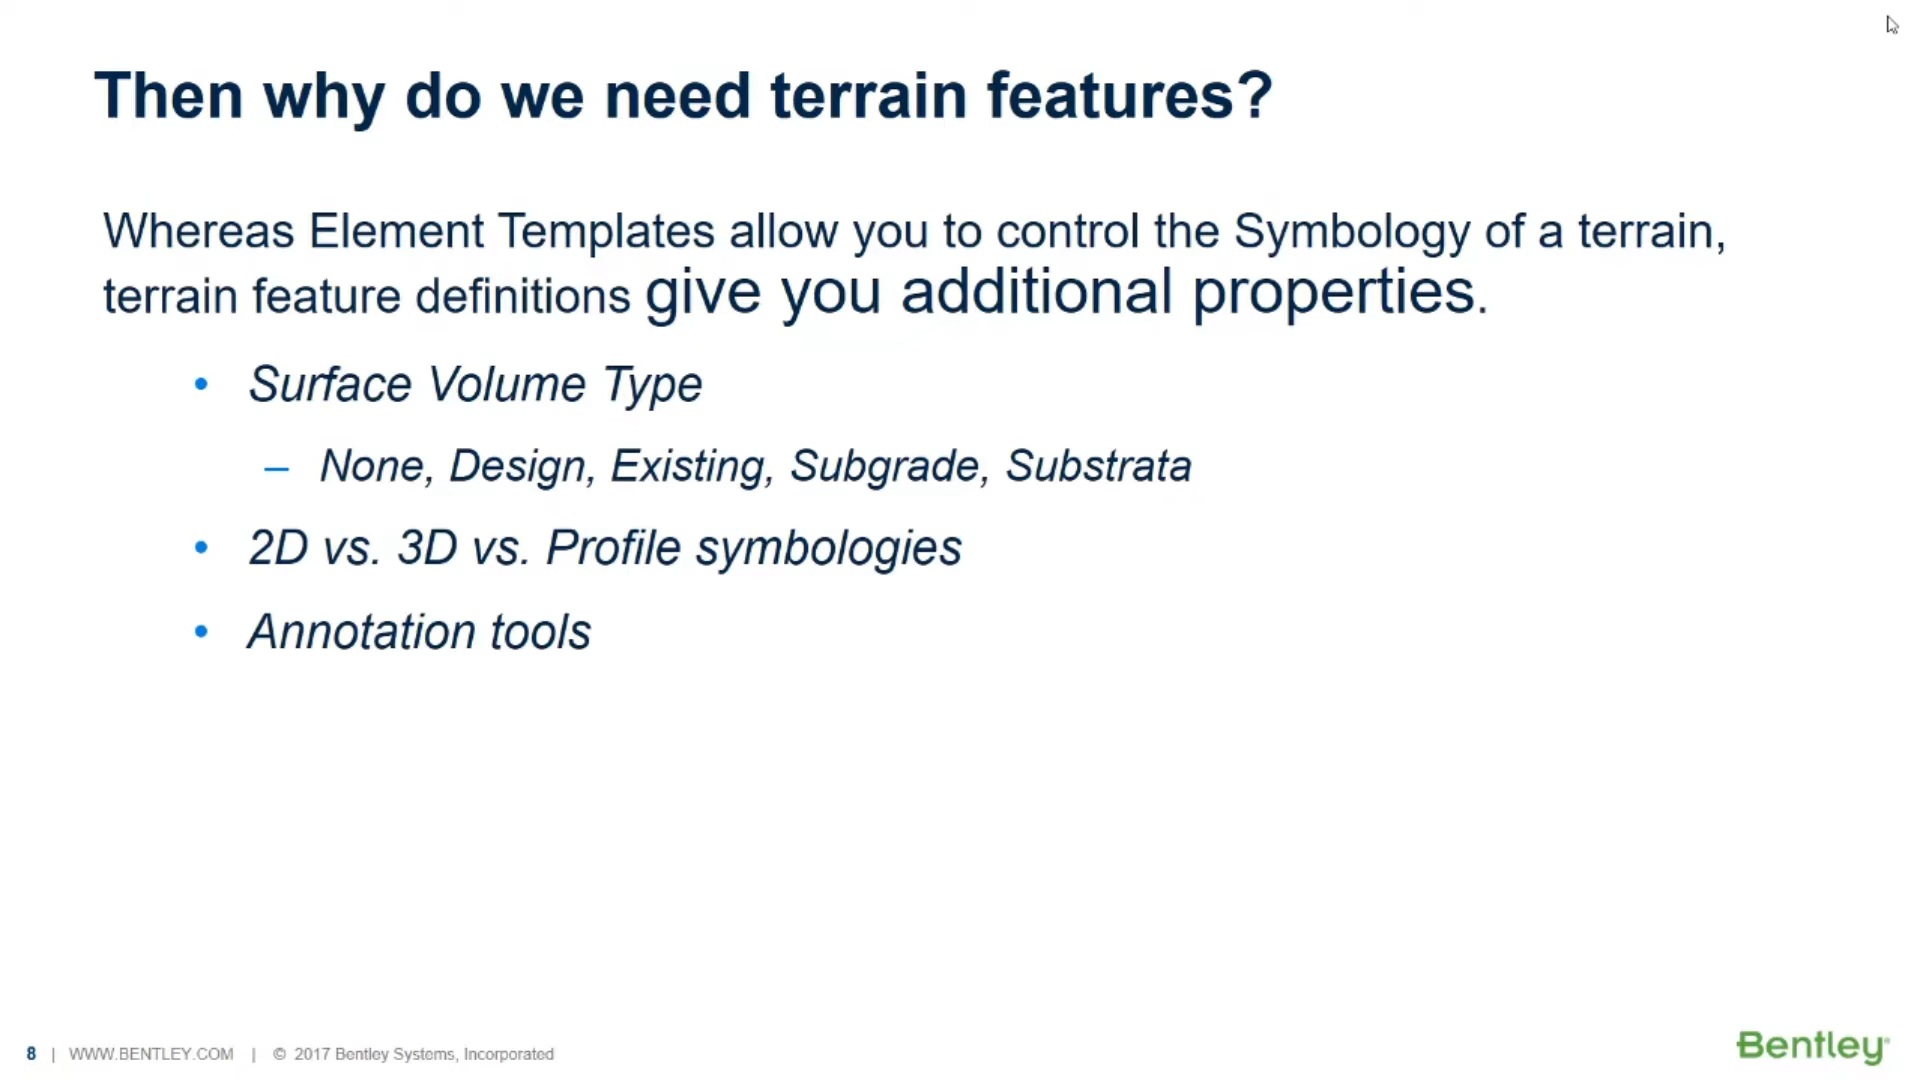 Then why do we need terrain features?
Whereas Element Templates allow you to control the Symbology of a terrain,
terrain feature definitions give you additional properties.
• Surface Volume Type
– None, Design, Existing, Subgrade, Substrata
• 2D vs. 3D vs. Profile symbologies
• Annotation tools
8 | WWW.BENTLEY.COM | © 2017 Bentley Systems, Incorporated
Bentley®